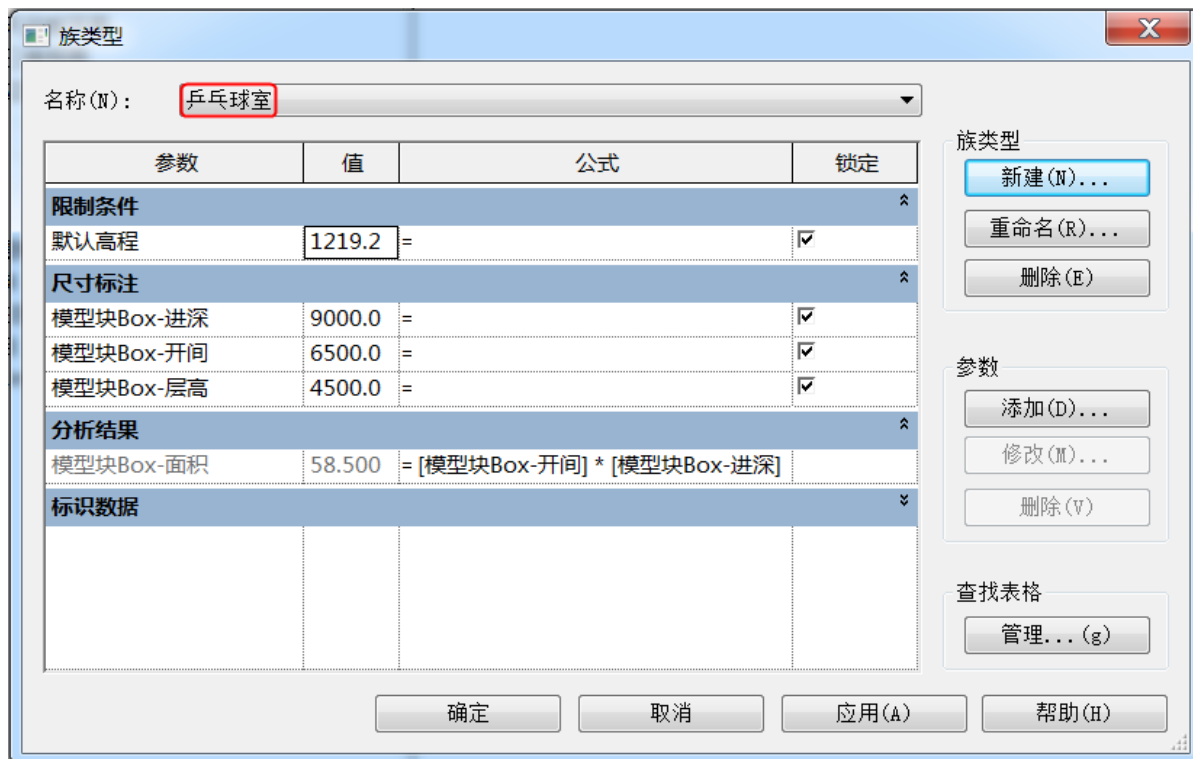 族类型
名称(N): 乒乓球室
参数 值 公式 锁定
限制条件
默认高程 1219.2 =
尺寸标注
模型块Box-进深 9000.0 =
模型块Box-开间 6500.0 =
模型块Box-层高 4500.0 =
分析结果
模型块Box-面积 58.500 = [模型块Box-开间] * [模型块Box-进深]
标识数据
族类型
新建(N)...
重命名(R)...
删除(E)
参数
添加(D)...
修改(M)...
删除(V)
查找表格
管理...(g)
确定 取消 应用(A) 帮助(H)